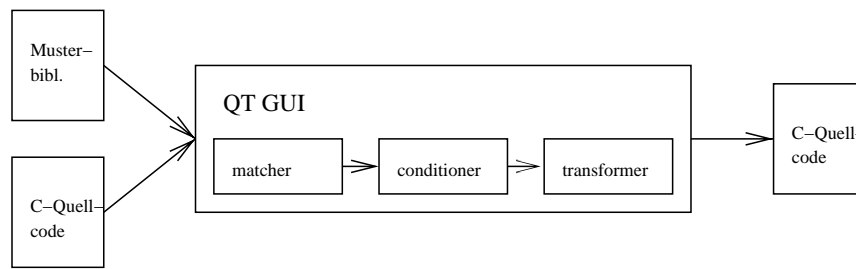 Muster–
bibl.
C–Quell–
code
QT GUI
matcher
conditioner
transformer
C–Quell-
code